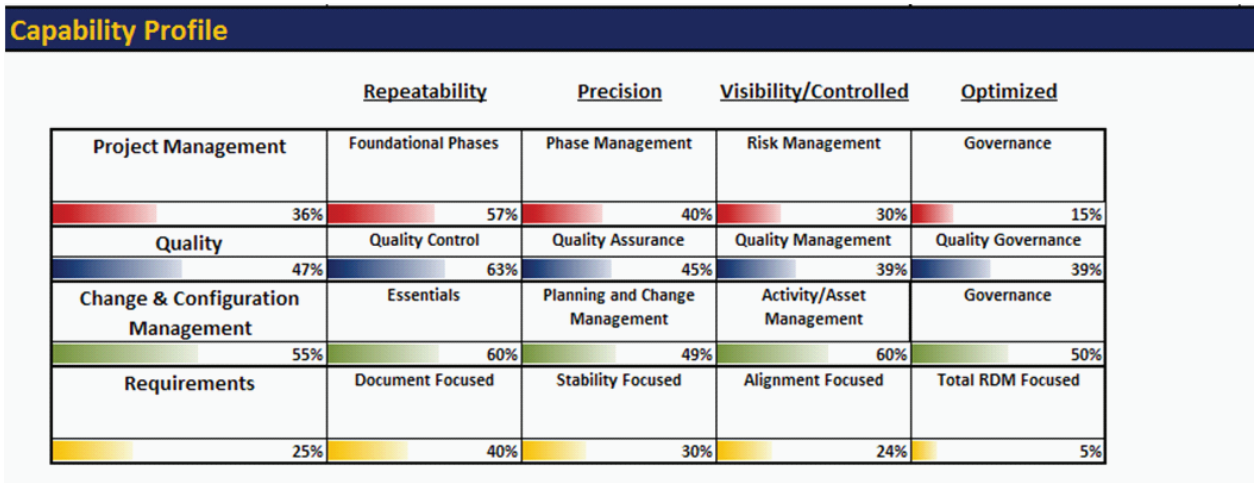 Capability Profile
Repeatability Precision Visibility/Controlled Optimized
Project Management Foundational Phases Phase Management Risk Management Governance
36% 57% 40% 30% 15%
Quality Quality Control Quality Assurance Quality Management Quality Governance
47% 63% 45% 39% 39%
Change & Configuration Essentials Planning and Change Activity/Asset Governance
Management Management Management
55% 60% 49% 60% 50%
Requirements Document Focused Stability Focused Alignment Focused Total RDM Focused
25% 40% 30% 24% 5%